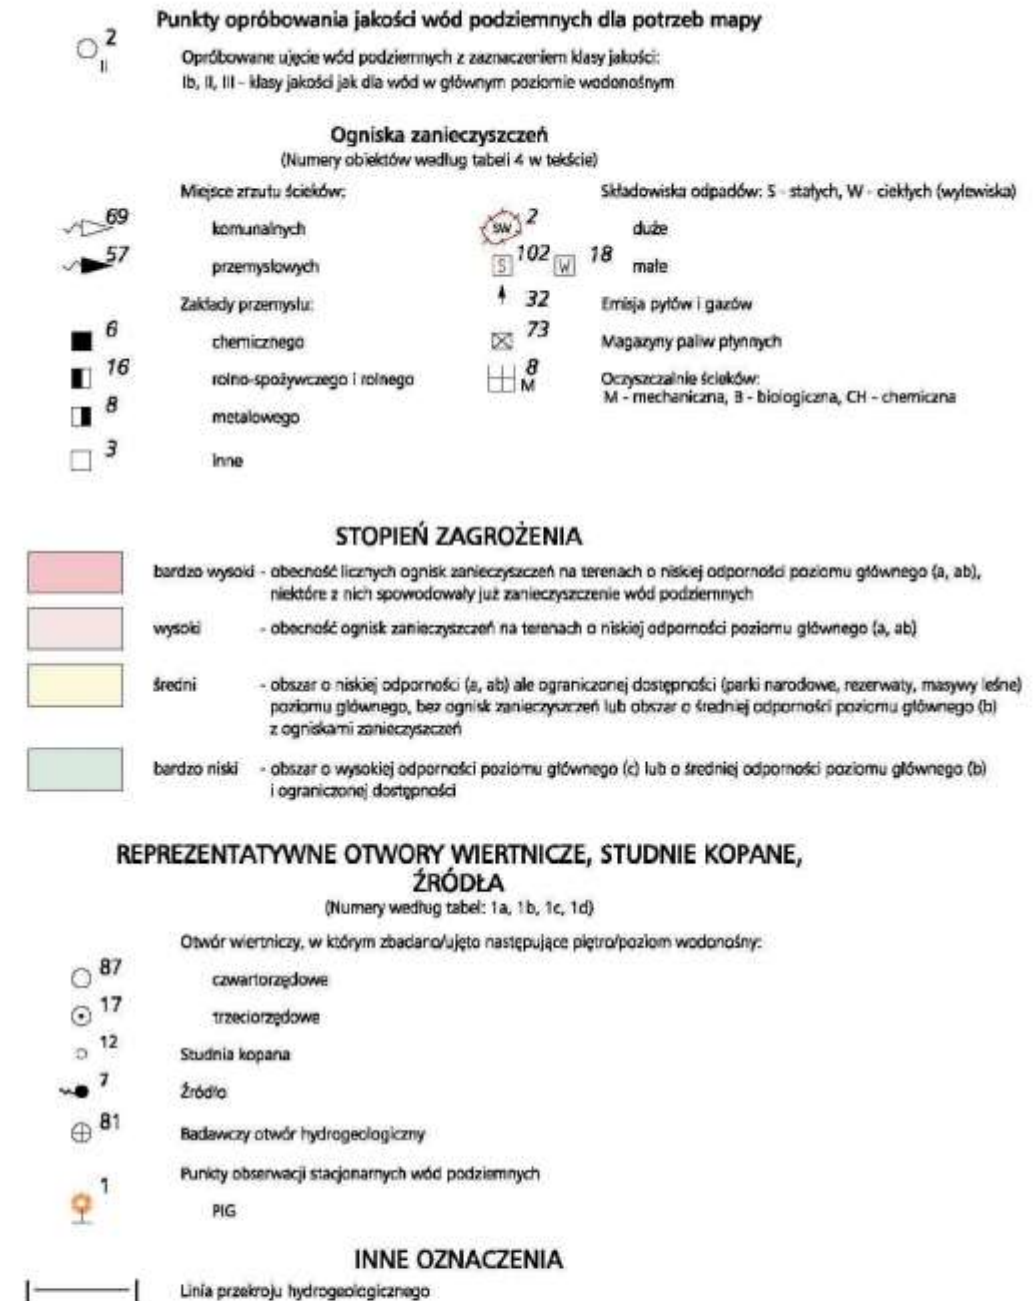 Punkty opróbowania jakości wód podziemnych dla potrzeb mapy
2
II
Opróbowane ujęcie wód podziemnych z zaznaczeniem klasy jakości:
Ib, II, III - klasy jakości jak dla wód w głównym poziomie wodonośnym
Ogniska zanieczyszczeń
(Numery obiektów według tabeli 4 w tekście)
Miejsce zrzutu ścieków:
69 komunalnych
57 przemysłowych
Zakłady przemysłu:
6 chemicznego
16 rolno-spożywczego i rolnego
8 metalowego
3 inne
Składowiska odpadów: S - stałych, W - ciekłych (wylewiska)
SW 2 duże
S 102 W 18 małe
32 Emisja pyłów i gazów
73 Magazyny paliw płynnych
8 M Oczyszczalnie ścieków:
M - mechaniczna, B - biologiczna, CH - chemiczna
STOPIEŃ ZAGROŻENIA
bardzo wysoki - obecność licznych ognisk zanieczyszczeń na terenach o niskiej odporności poziomu głównego (a, ab),
niektóre z nich spowodowały już zanieczyszczenie wód podziemnych
wysoki - obecność ognisk zanieczyszczeń na terenach o niskiej odporności poziomu głównego (a, ab)
średni - obszar o niskiej odporności (a, ab) ale ograniczonej dostępności (parki narodowe, rezerwaty, masywy leśne)
poziomu głównego, bez ognisk zanieczyszczeń lub obszar o średniej odporności poziomu głównego (b)
z ogniskami zanieczyszczeń
bardzo niski - obszar o wysokiej odporności poziomu głównego (c) lub o średniej odporności poziomu głównego (b)
i ograniczonej dostępności
REPREZENTATYWNE OTWORY WIERTNICZE, STUDNIE KOPANE,
ŹRÓDŁA
(Numery według tabel: 1a, 1b, 1c, 1d)
Otwór wiertniczy, w którym zbadano/ujęto następujące piętro/poziom wodonośny:
87 czwartorzędowe
17 trzeciorzędowe
12 Studnia kopana
7 Źródło
81 Badawczy otwór hydrogeologiczny
Punkty obserwacji stacjonarnych wód podziemnych
1 PIG
INNE OZNACZENIA
Linia przekroju hydrogeologicznego